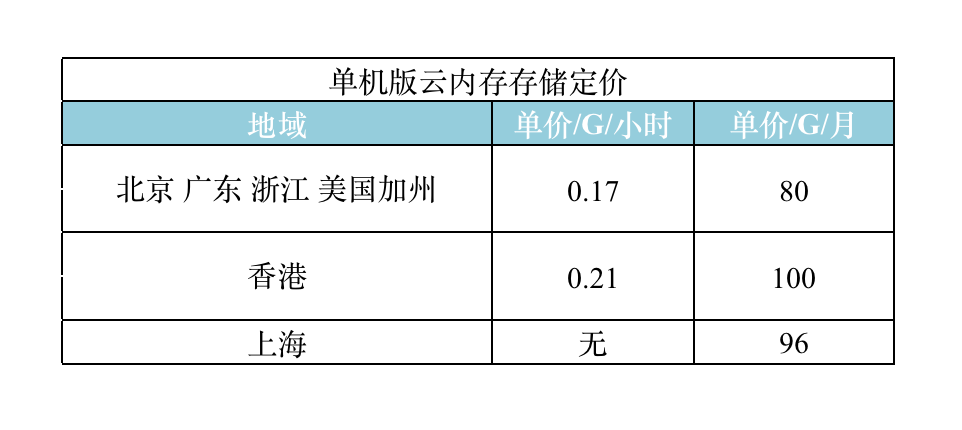 单机版云内存存储定价
地域 单价/G/小时 单价/G/月
北京 广东 浙江 美国加州 0.17 80
香港 0.21 100
上海 无 96